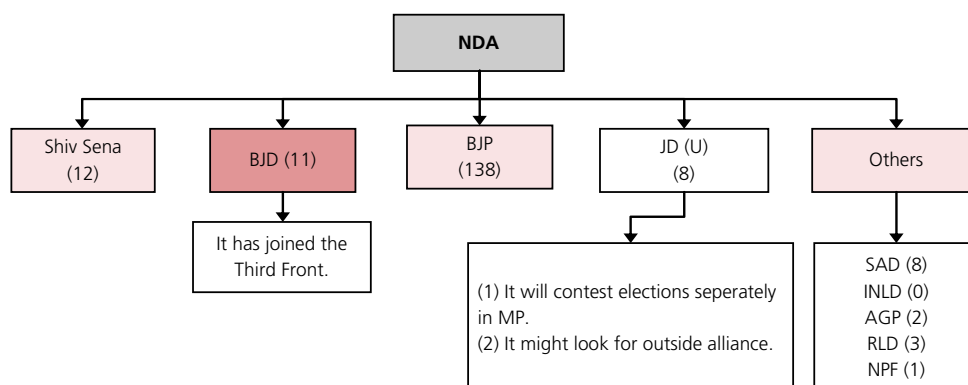 NDA
Shiv Sena
(12)
BJD (11)
BJP
(138)
JD (U)
(8)
Others
It has joined the
Third Front.
(1) It will contest elections seperately
in MP.
(2) It might look for outside alliance.
SAD (8)
INLD (0)
AGP (2)
RLD (3)
NPF (1)